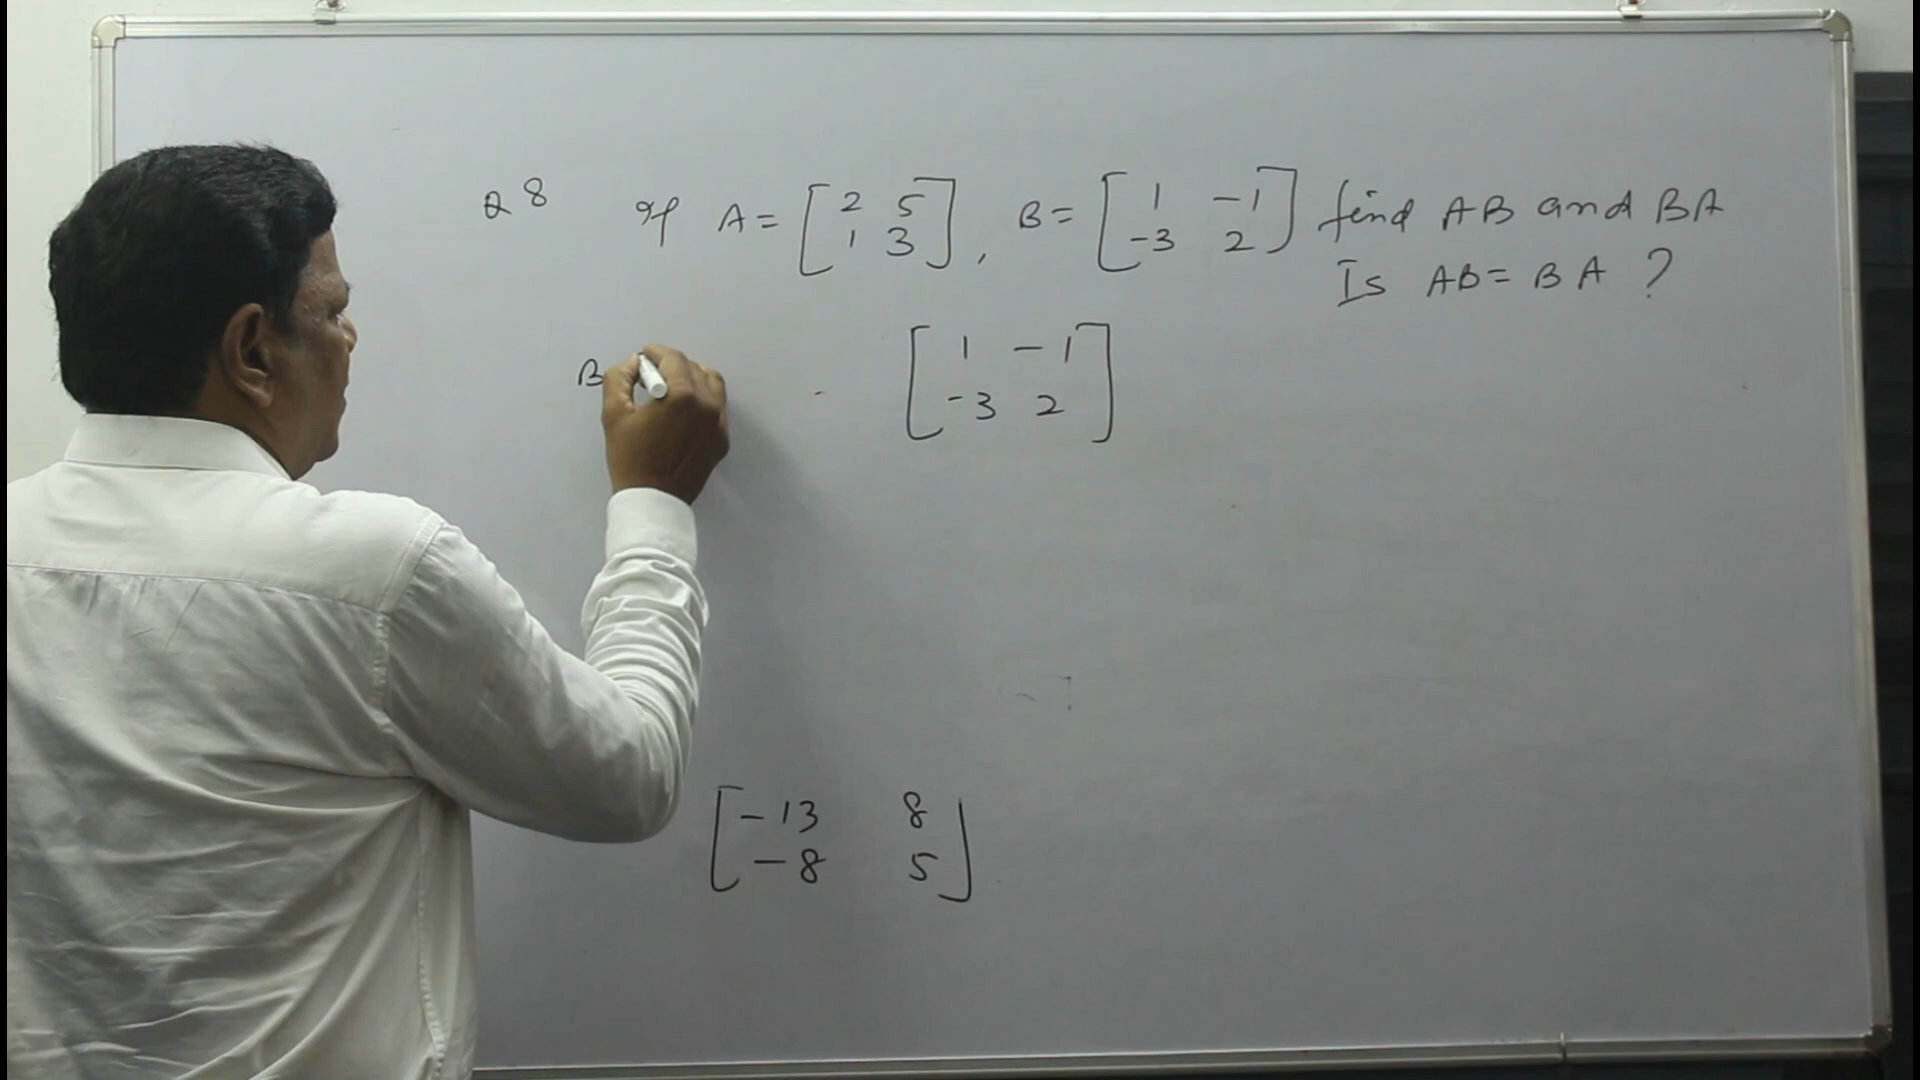 Q 8 If A = [ 2 5 ], B = [ 1 -1 ] find AB and BA
1 3 -3 2
Is AB = BA ?
B [ 1 -1 ]
-3 2
[ -13 8 ]
-8 5